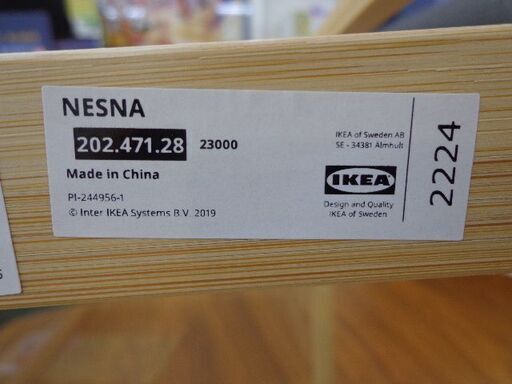 NESNA
202.471.28 23000
Made in China
PI-244956-1
© Inter IKEA Systems B.V. 2019
IKEA of Sweden AB
SE - 34381 Älmhult
IKEA
Design and Quality
IKEA of Sweden
2224